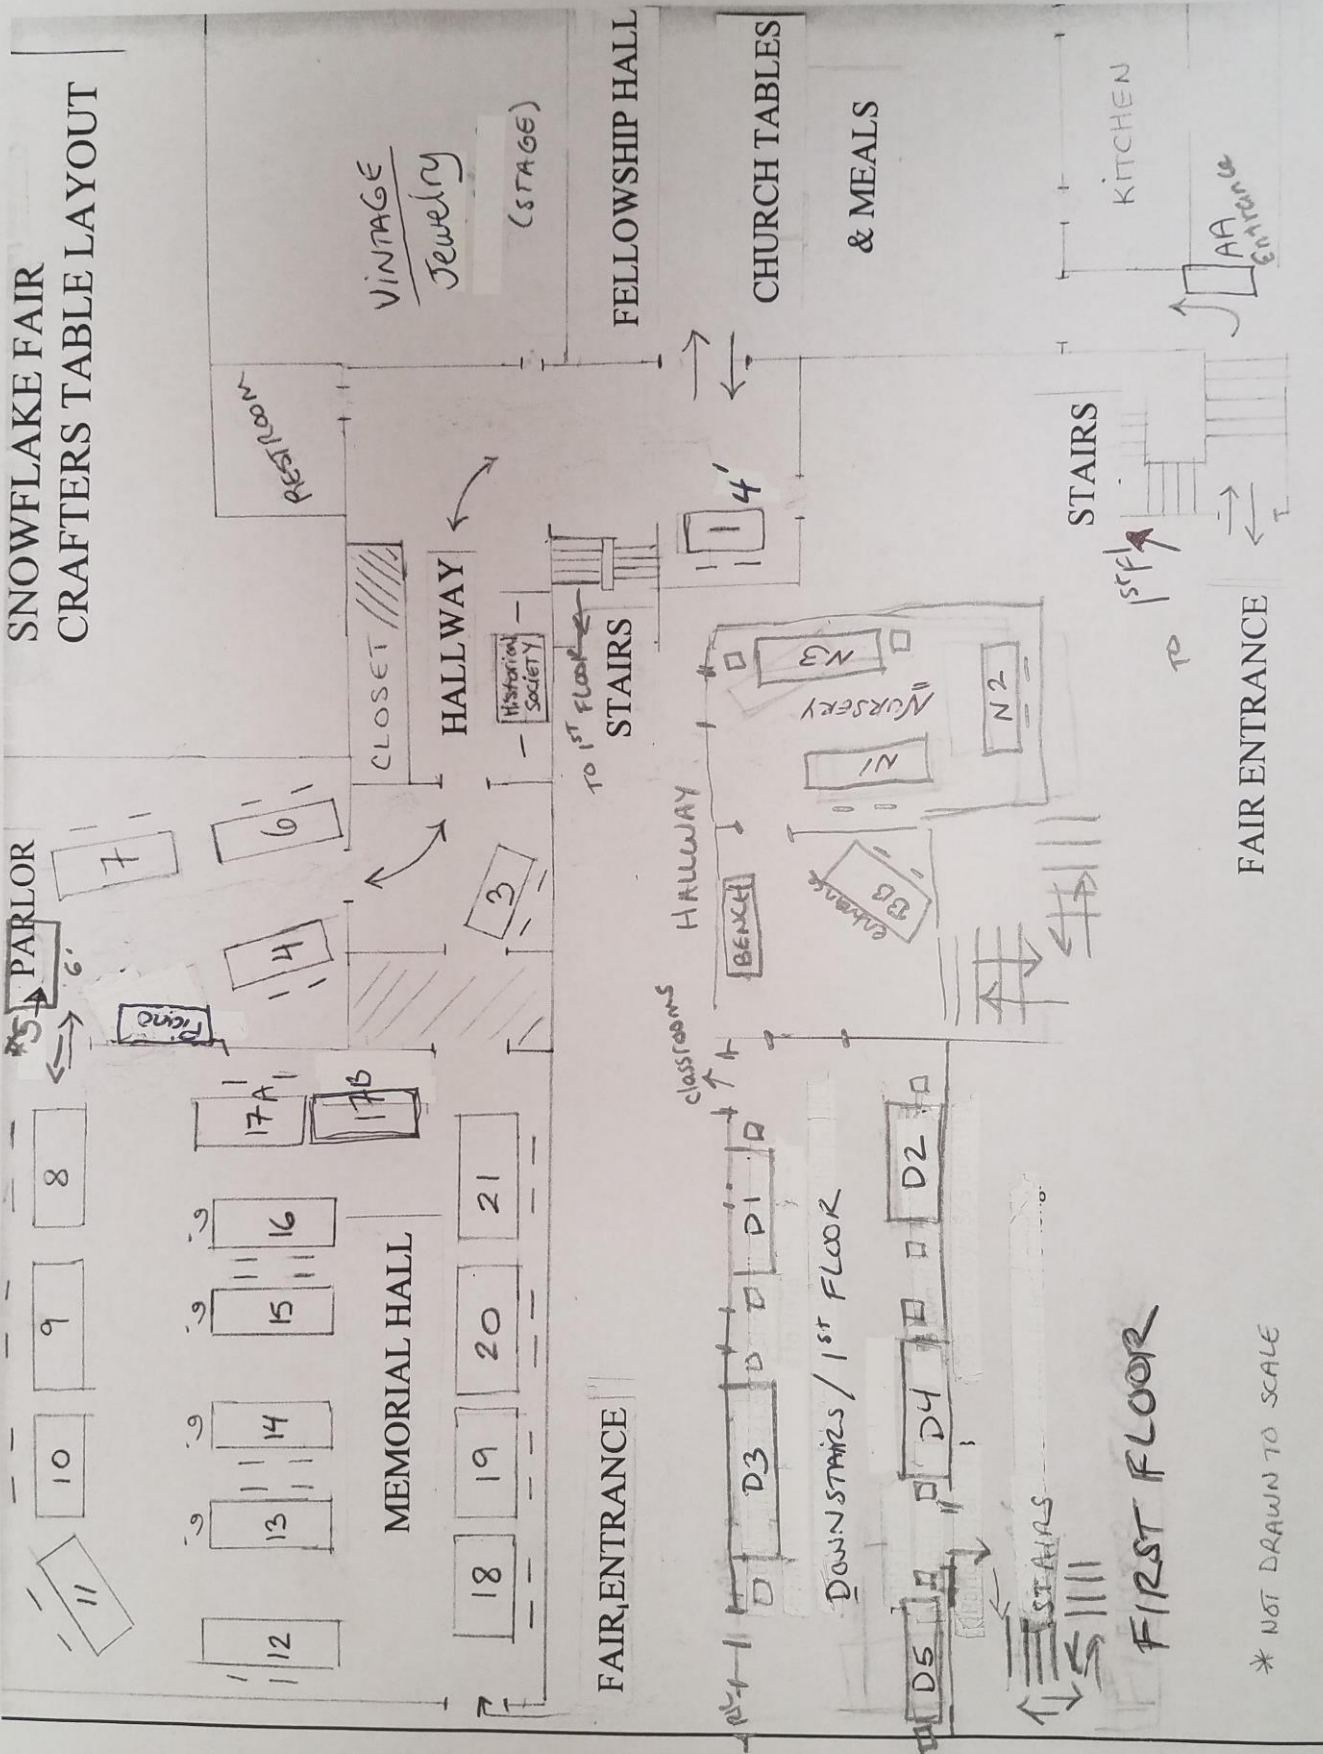 SNOWFLAKE FAIR
CRAFTERS TABLE LAYOUT
PARLOR
#5
6'
Piano
7
6
4
3
RESTROOM
CLOSET
HALLWAY
Historical
SOCIETY
TO 1ST FLOOR
STAIRS
VINTAGE
Jewelry
(STAGE)
FELLOWSHIP HALL
CHURCH TABLES
& MEALS
KITCHEN
AA
Entrance
1
4'
8
9
10
11
12
13
14
15
16
17A
17B
MEMORIAL HALL
18
19
20
21
FAIR ENTRANCE
HALLWAY
BENCH
classrooms
entrance
BB
NURSERY
N1
N2
N3
STAIRS
TO
1ST Fl
FAIR ENTRANCE
D1
D2
D3
D4
D5
DOWNSTAIRS / 1ST FLOOR
STAIRS
FIRST FLOOR
* NOT DRAWN TO SCALE